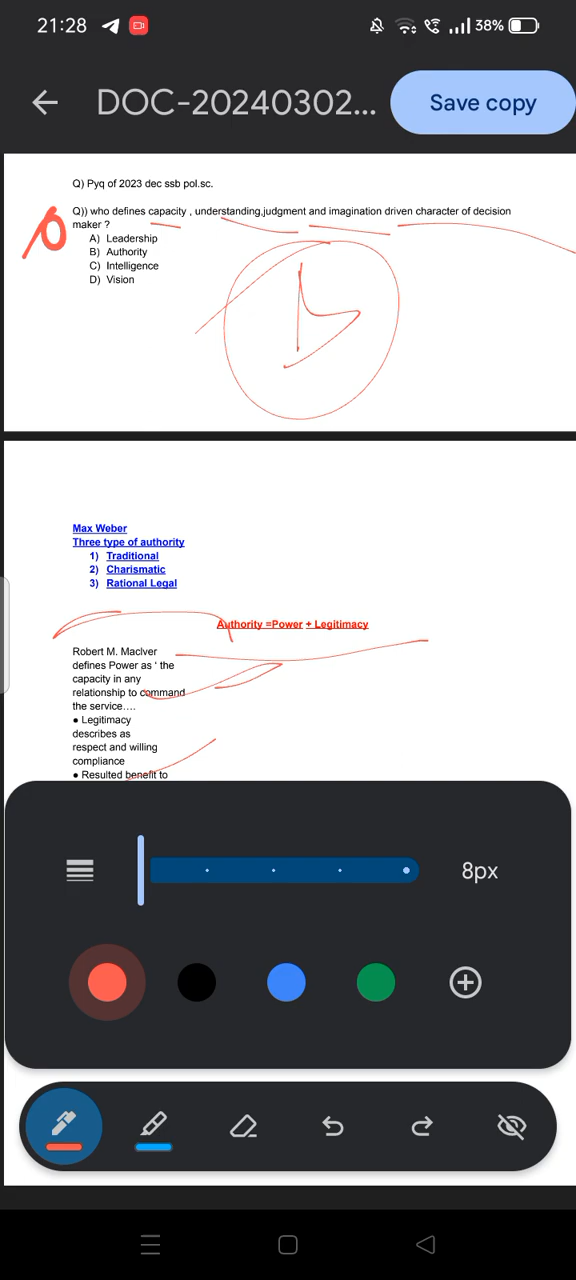 21:28
38%
DOC-20240302...
Save copy
Q) Pyq of 2023 dec ssb pol.sc.
Q)) who defines capacity , understanding,judgment and imagination driven character of decision
maker ?
A) Leadership
B) Authority
C) Intelligence
D) Vision
Max Weber
Three type of authority
1) Traditional
2) Charismatic
3) Rational Legal
Authority =Power + Legitimacy
Robert M. MacIver
defines Power as ‘ the
capacity in any
relationship to command
the service….
● Legitimacy
describes as
respect and willing
compliance
● Resulted benefit to
8px